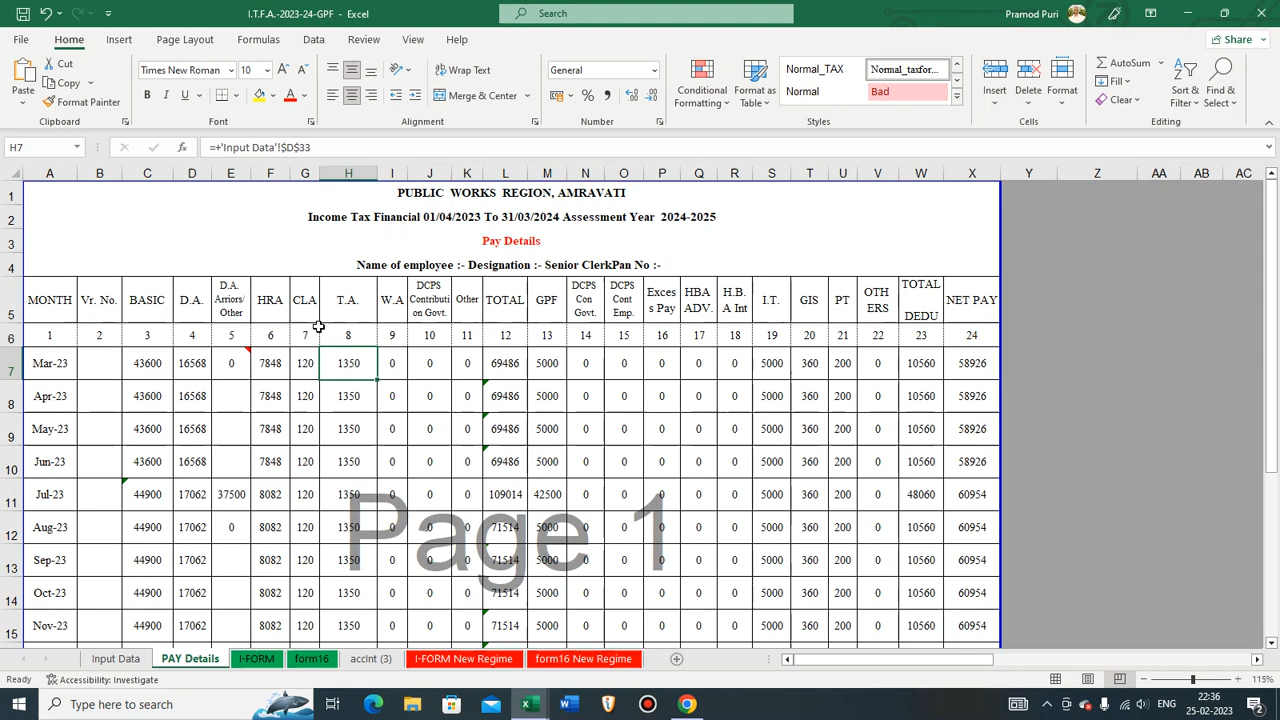 I.T.F.A.-2023-24-GPF - Excel
Search
Pramod Puri
File Home Insert Page Layout Formulas Data Review View Help
Share
Paste
Cut
Copy
Format Painter
Clipboard
Times New Roman 10
B I U
Font
Wrap Text
Merge & Center
Alignment
General
Number
Conditional Formatting
Format as Table
Normal_TAX Normal_taxfor...
Normal Bad
Styles
Insert Delete Format
Cells
AutoSum
Fill
Clear
Sort & Filter
Find & Select
Editing
H7 =+'Input Data'!$D$33
A B C D E F G H I J K L M N O P Q R S T U V W X Y Z AA AB AC
1 PUBLIC WORKS REGION, AMRAVATI
2 Income Tax Financial 01/04/2023 To 31/03/2024 Assessment Year 2024-2025
3 Pay Details
4 Name of employee :- Designation :- Senior ClerkPan No :-
5 MONTH Vr. No. BASIC D.A. D.A. Arriors/ Other HRA CLA T.A. W.A DCPS Contributi on Govt. Other TOTAL GPF DCPS Con Govt. DCPS Cont Emp. Exces s Pay HBA ADV. H.B. A Int I.T. GIS PT OTH ERS TOTAL DEDU NET PAY
6 1 2 3 4 5 6 7 8 9 10 11 12 13 14 15 16 17 18 19 20 21 22 23 24
7 Mar-23 43600 16568 0 7848 120 1350 0 0 0 69486 5000 0 0 0 0 0 5000 360 200 0 10560 58926
8 Apr-23 43600 16568 7848 120 1350 0 0 0 69486 5000 0 0 0 0 0 5000 360 200 0 10560 58926
9 May-23 43600 16568 7848 120 1350 0 0 0 69486 5000 0 0 0 0 0 5000 360 200 0 10560 58926
10 Jun-23 43600 16568 7848 120 1350 0 0 0 69486 5000 0 0 0 0 0 5000 360 200 0 10560 58926
11 Jul-23 44900 17062 37500 8082 120 1350 0 0 0 109014 42500 0 0 0 0 0 5000 360 200 0 48060 60954
12 Aug-23 44900 17062 0 8082 120 1350 0 0 0 71514 5000 0 0 0 0 0 5000 360 200 0 10560 60954
13 Sep-23 44900 17062 8082 120 1350 0 0 0 71514 5000 0 0 0 0 0 5000 360 200 0 10560 60954
14 Oct-23 44900 17062 8082 120 1350 0 0 0 71514 5000 0 0 0 0 0 5000 360 200 0 10560 60954
15 Nov-23 44900 17062 8082 120 1350 0 0 0 71514 5000 0 0 0 0 0 5000 360 200 0 10560 60954
Page 1
Input Data PAY Details I-FORM form16 accInt (3) I-FORM New Regime form16 New Regime
Ready Accessibility: Investigate 115%
Type here to search
22:36
25-02-2023
2